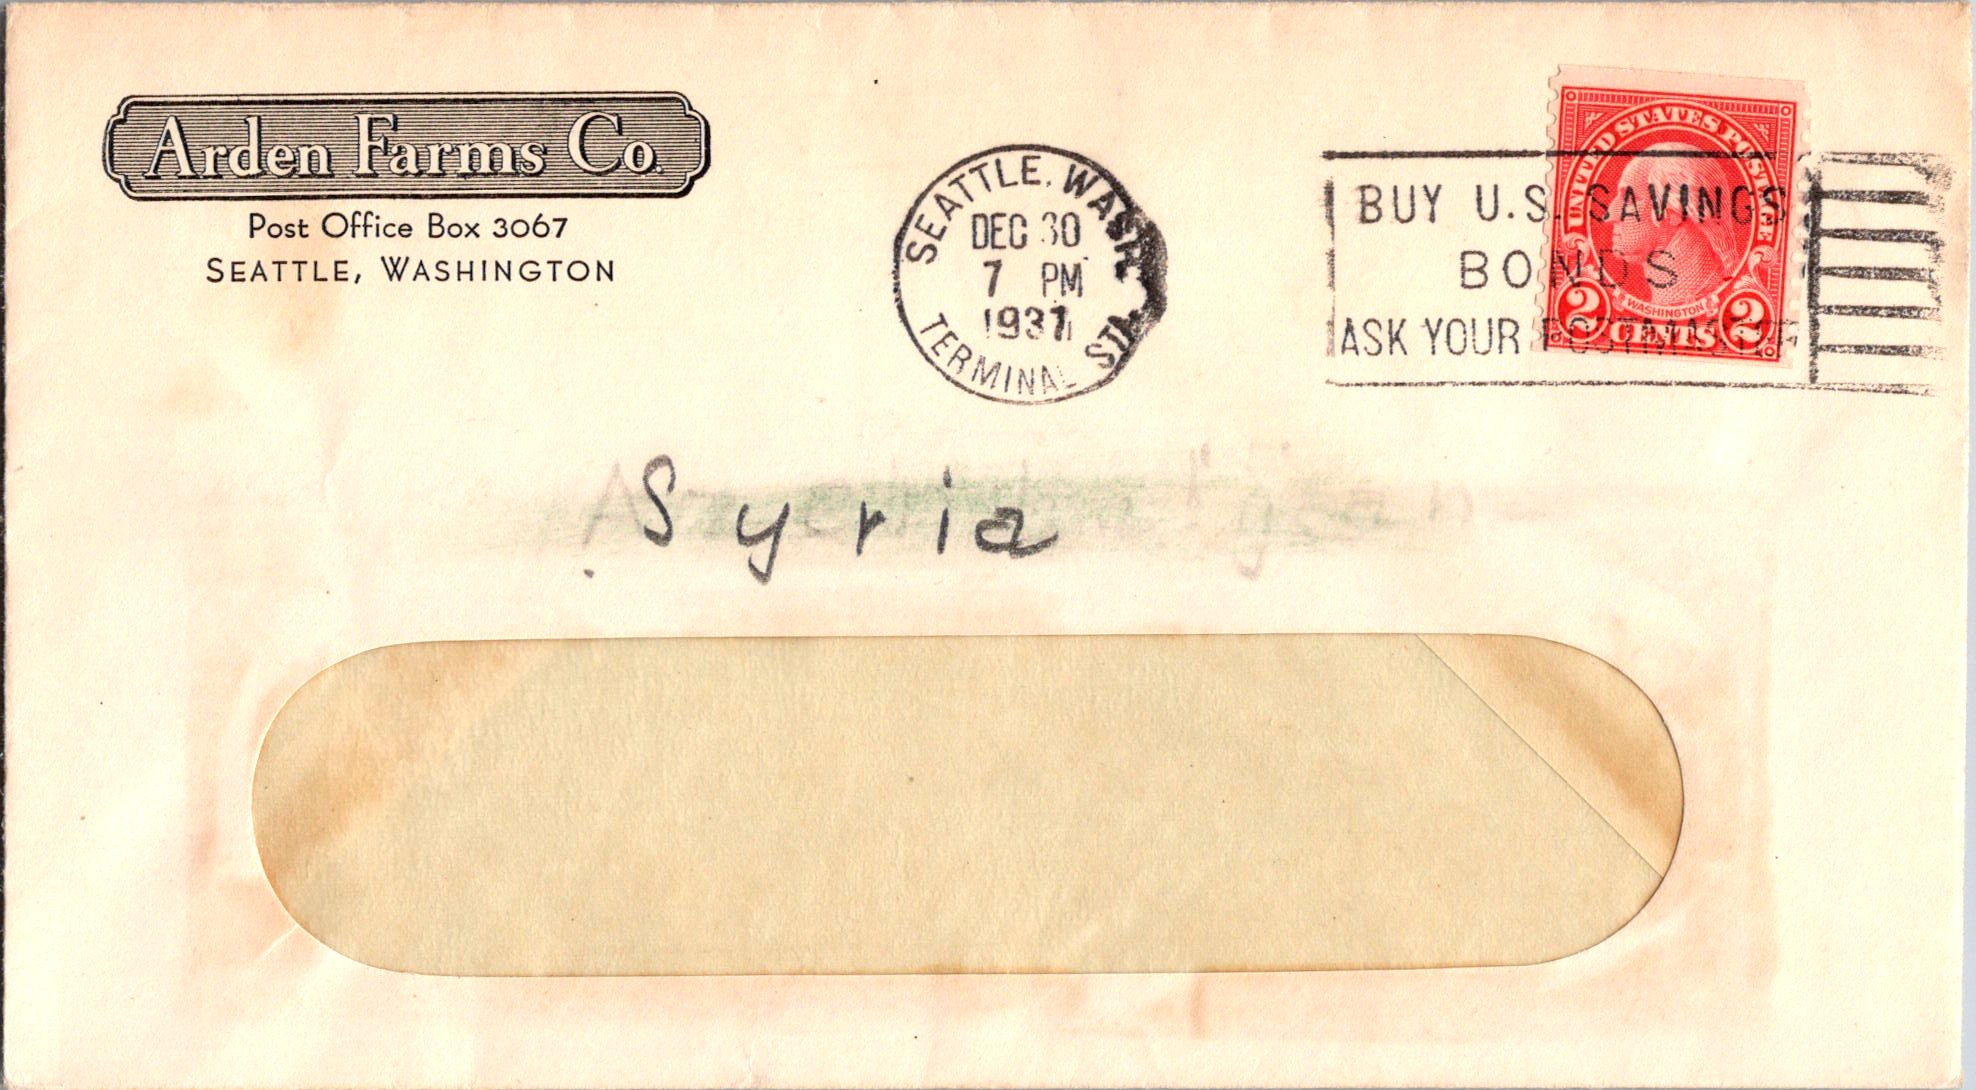 Arden Farms Co.
Post Office Box 3067
SEATTLE, WASHINGTON
SEATTLE, WASH.
DEC 30
7 PM
1937
TERMINAL STA.
BUY U.S. SAVINGS
BONDS
ASK YOUR POSTMASTER
UNITED STATES POSTAGE
WASHINGTON
2 CENTS 2
Syria